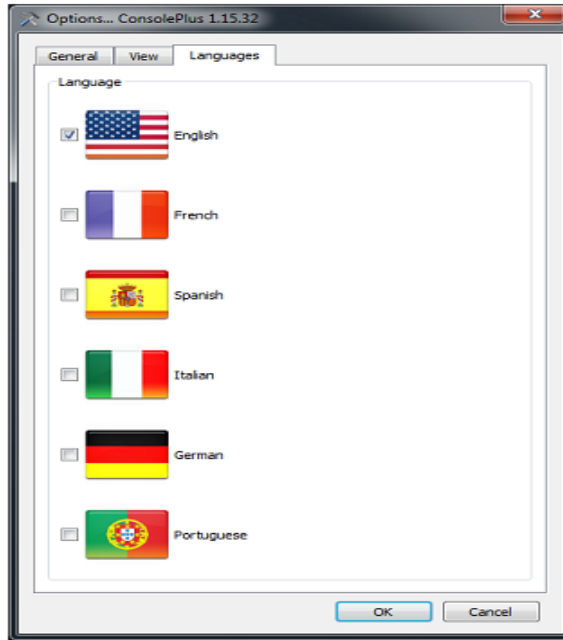 Options... ConsolePlus 1.15.32
General View Languages
Language
English
French
Spanish
Italian
German
Portuguese
OK Cancel